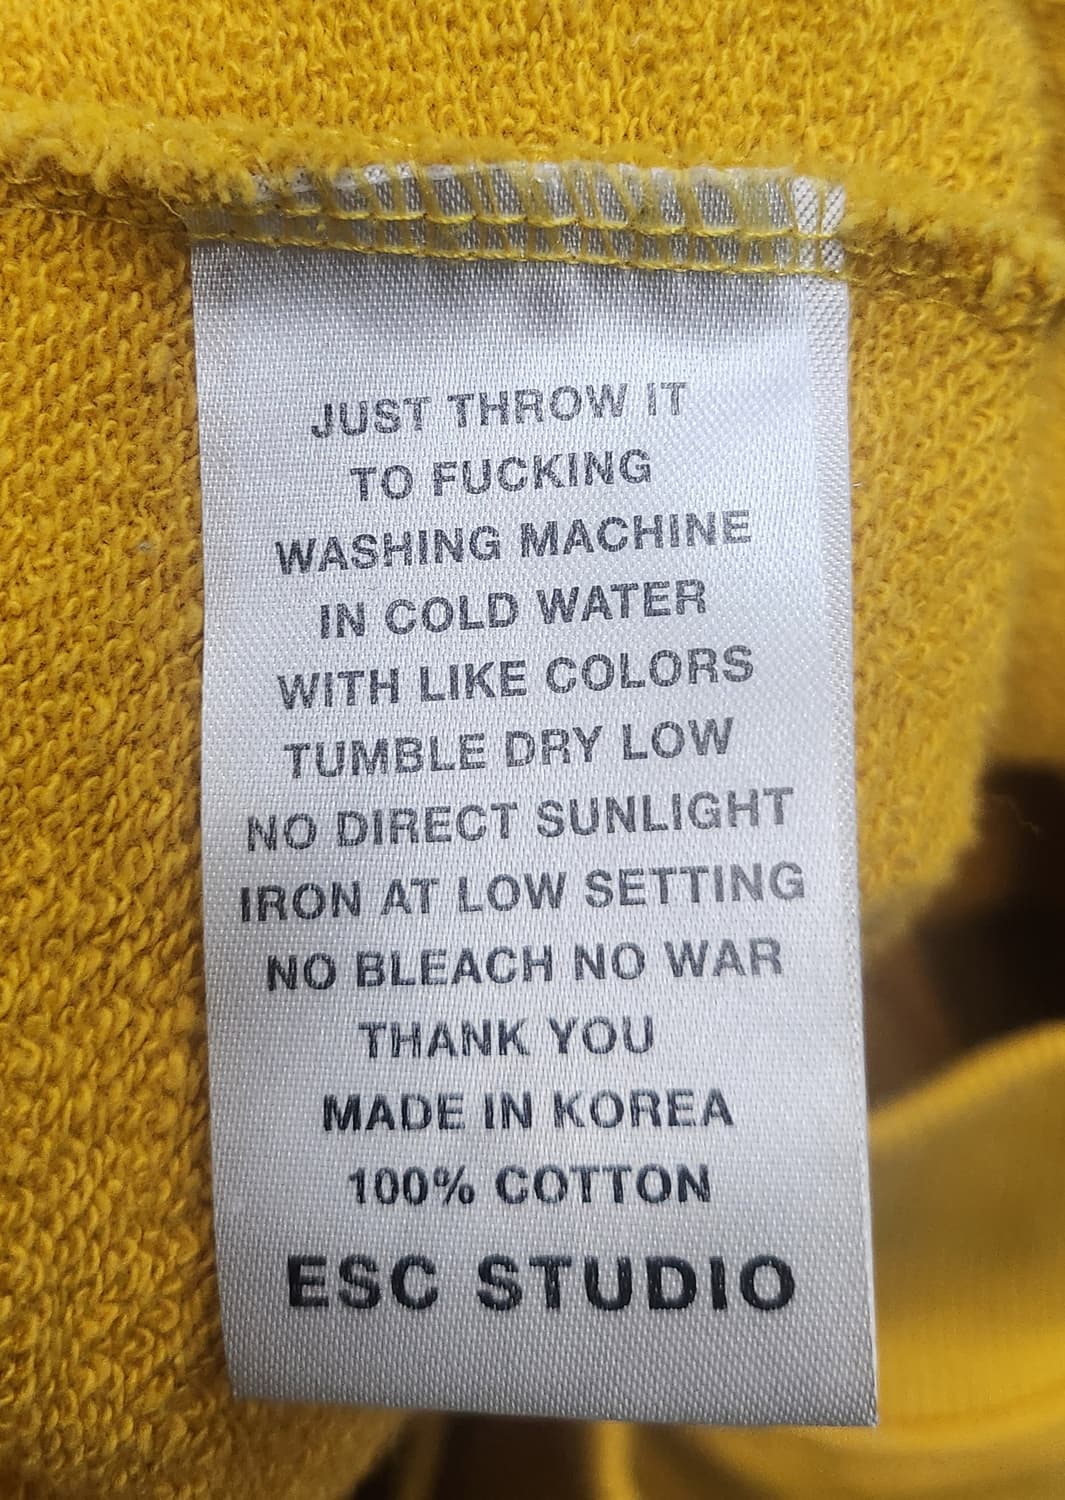 JUST THROW IT
TO FUCKING
WASHING MACHINE
IN COLD WATER
WITH LIKE COLORS
TUMBLE DRY LOW
NO DIRECT SUNLIGHT
IRON AT LOW SETTING
NO BLEACH NO WAR
THANK YOU
MADE IN KOREA
100% COTTON
ESC STUDIO